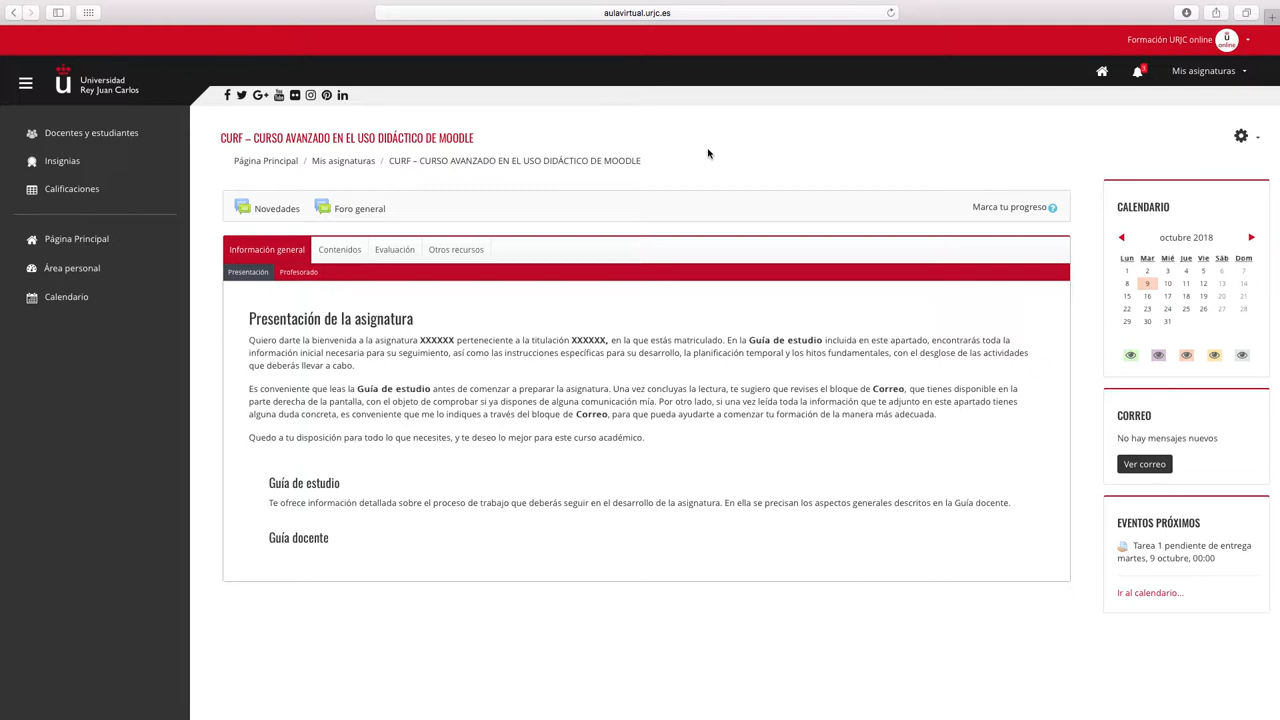 aulavirtual.urjc.es
Formación URJC online
ü online
3
Mis asignaturas
Universidad
Rey Juan Carlos
Docentes y estudiantes
Insignias
Calificaciones
Página Principal
Área personal
Calendario
CURF – CURSO AVANZADO EN EL USO DIDÁCTICO DE MOODLE
Página Principal / Mis asignaturas / CURF – CURSO AVANZADO EN EL USO DIDÁCTICO DE MOODLE
Novedades Foro general Marca tu progreso
Información general Contenidos Evaluación Otros recursos
Presentación Profesorado
Presentación de la asignatura
Quiero darte la bienvenida a la asignatura XXXXXX perteneciente a la titulación XXXXXX, en la que estás matriculado. En la Guía de estudio incluida en este apartado, encontrarás toda la
información inicial necesaria para su seguimiento, así como las instrucciones específicas para su desarrollo, la planificación temporal y los hitos fundamentales, con el desglose de las actividades
que deberás llevar a cabo.
Es conveniente que leas la Guía de estudio antes de comenzar a preparar la asignatura. Una vez concluyas la lectura, te sugiero que revises el bloque de Correo, que tienes disponible en la
parte derecha de la pantalla, con el objeto de comprobar si ya dispones de alguna comunicación mía. Por otro lado, si una vez leída toda la información que te adjunto en este apartado tienes
alguna duda concreta, es conveniente que me lo indiques a través del bloque de Correo, para que pueda ayudarte a comenzar tu formación de la manera más adecuada.
Quedo a tu disposición para todo lo que necesites, y te deseo lo mejor para este curso académico.
Guía de estudio
Te ofrece información detallada sobre el proceso de trabajo que deberás seguir en el desarrollo de la asignatura. En ella se precisan los aspectos generales descritos en la Guía docente.
Guía docente
CALENDARIO
octubre 2018
Lun Mar Mié Jue Vie Sáb Dom
1 2 3 4 5 6 7
8 9 10 11 12 13 14
15 16 17 18 19 20 21
22 23 24 25 26 27 28
29 30 31
CORREO
No hay mensajes nuevos
Ver correo
EVENTOS PRÓXIMOS
Tarea 1 pendiente de entrega
martes, 9 octubre, 00:00
Ir al calendario...